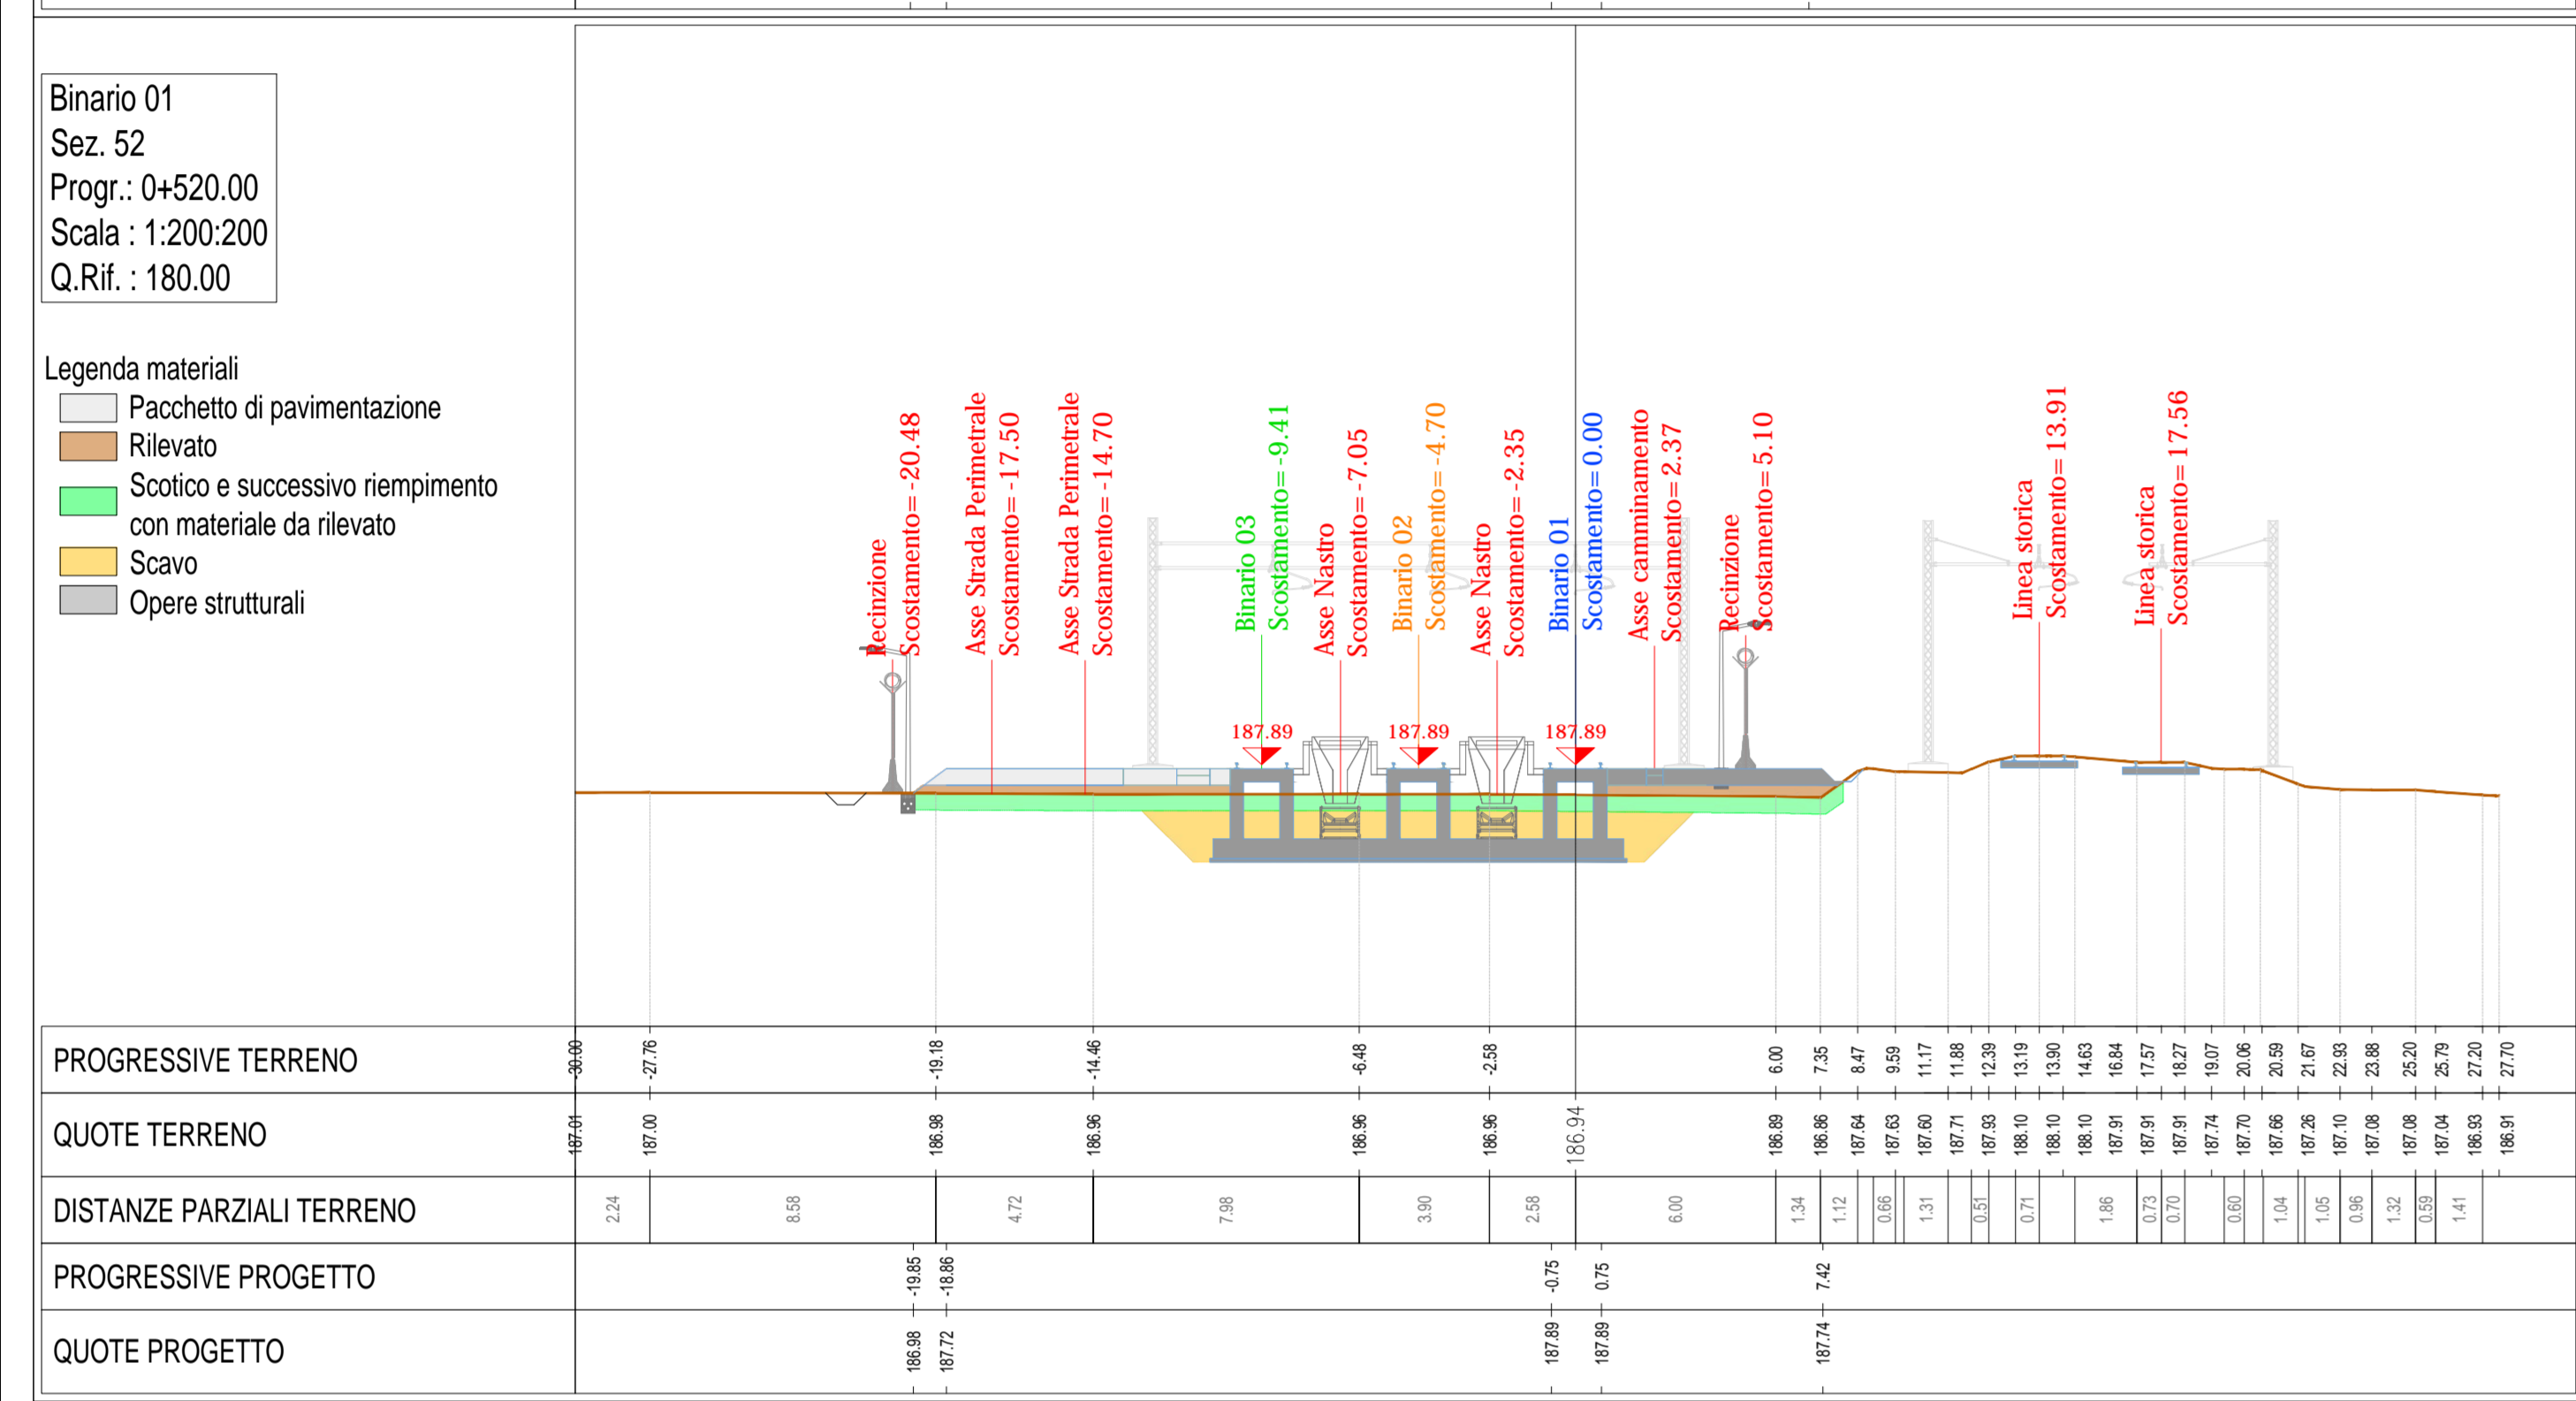 Binario 01
Sez. 52
Progr.: 0+520.00
Scala : 1:200:200
Q.Rif. : 180.00
Legenda materiali
Pacchetto di pavimentazione
Rilevato
Scotico e successivo riempimento
con materiale da rilevato
Scavo
Opere strutturali
Recinzione
Scostamento= -20.48
Asse Strada Perimetrale
Scostamento= -17.50
Asse Strada Perimetrale
Scostamento= -14.70
Binario 03
Scostamento= -9.41
Asse Nastro
Scostamento= -7.05
Binario 02
Scostamento= -4.70
Asse Nastro
Scostamento= -2.35
Binario 01
Scostamento= 0.00
Asse camminamento
Scostamento= 2.37
Recinzione
Scostamento= 5.10
Linea storica
Scostamento= 13.91
Linea storica
Scostamento= 17.56
187.89
187.89
187.89
PROGRESSIVE TERRENO
-30.00
-27.76
-19.18
-14.46
-6.48
-2.58
6.00
7.35
8.47
9.59
11.17
11.88
12.39
13.19
13.90
14.63
16.84
17.57
18.27
19.07
20.06
20.59
21.67
22.93
23.88
25.20
25.79
27.20
27.70
QUOTE TERRENO
187.01
187.00
186.98
186.96
186.96
186.96
186.94
186.89
186.86
187.64
187.63
187.60
187.71
187.93
188.10
188.10
188.10
187.91
187.91
187.91
187.74
187.70
187.66
187.26
187.10
187.08
187.08
187.04
186.93
186.91
DISTANZE PARZIALI TERRENO
2.24
8.58
4.72
7.98
3.90
2.58
6.00
1.34
1.12
0.66
1.31
0.51
0.71
1.86
0.73
0.70
0.60
1.04
1.05
0.96
1.32
0.59
1.41
PROGRESSIVE PROGETTO
-19.85
-18.86
-0.75
0.75
7.42
QUOTE PROGETTO
186.98
187.72
187.89
187.89
187.74